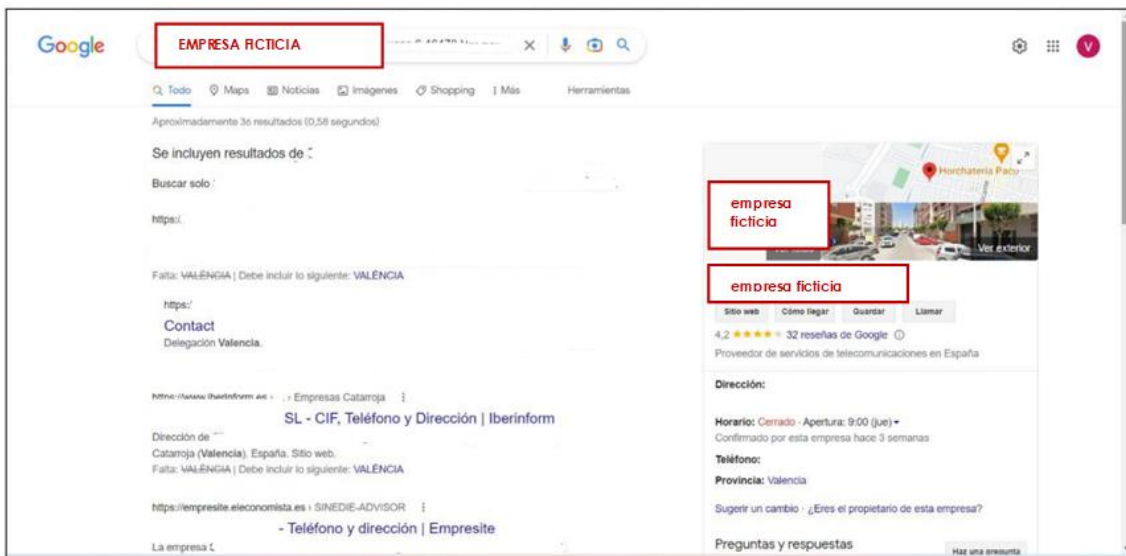 Google
EMPRESA FICTICIA
Todo Maps Noticias Imágenes Shopping Más Herramientas
Aproximadamente 36 resultados (0,58 segundos)
Se incluyen resultados de
Buscar solo
https:/
Falta: VALÈNCIA | Debe incluir lo siguiente: VALÈNCIA
https:/
Contact
Delegación Valencia.
https://www.iberinform.es › Empresas Catarroja
SL - CIF, Teléfono y Dirección | Iberinform
Dirección de
Catarroja (Valencia). España. Sitio web.
Falta: VALÈNCIA | Debe incluir lo siguiente: VALÈNCIA
https://empresite.eleconomista.es › SINEDIE-ADVISOR
- Teléfono y dirección | Empresite
La empresa
V
Horchatería Paco
empresa
ficticia
Ver exterior
empresa ficticia
Sitio web Cómo llegar Guardar Llamar
4,2 32 reseñas de Google
Proveedor de servicios de telecomunicaciones en España
Dirección:
Horario: Cerrado · Apertura: 9:00 (jue)
Confirmado por esta empresa hace 3 semanas
Teléfono:
Provincia: Valencia
Sugerir un cambio · ¿Eres el propietario de esta empresa?
Preguntas y respuestas
Haz una pregunta